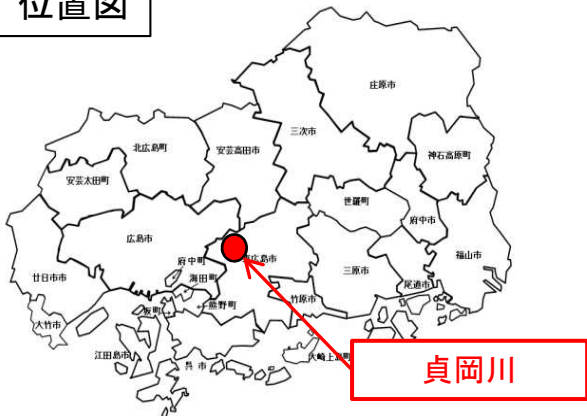 位置図
庄原市
三次市
北広島町
安芸高田市
神石高原町
安芸太田町
世羅町
府中市
広島市
府中町
広島市
福山市
三原市
海田町
尾道市
廿日市市
熊野町
竹原市
坂町
大竹市
江田島市
呉市
大崎上島町
貞岡川